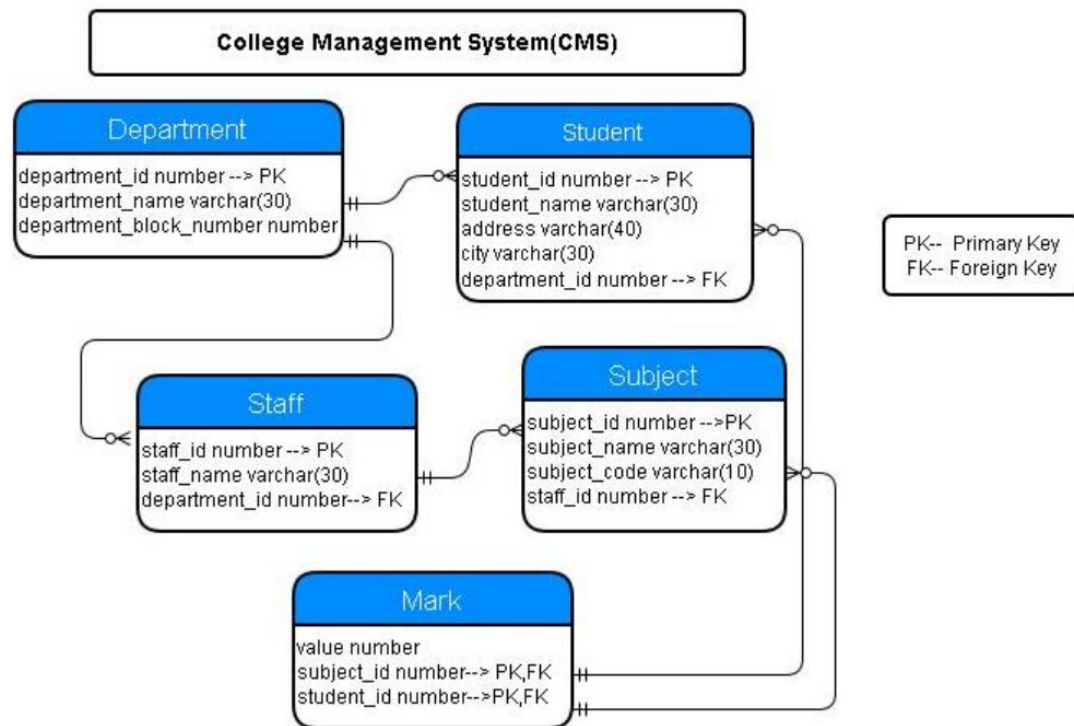 College Management System(CMS)
Department
department_id number --> PK
department_name varchar(30)
department_block_number number
Student
student_id number --> PK
student_name varchar(30)
address varchar(40)
city varchar(30)
department_id number --> FK
PK-- Primary Key
FK-- Foreign Key
Staff
staff_id number --> PK
staff_name varchar(30)
department_id number--> FK
Subject
subject_id number -->PK
subject_name varchar(30)
subject_code varchar(10)
staff_id number --> FK
Mark
value number
subject_id number--> PK,FK
student_id number-->PK,FK